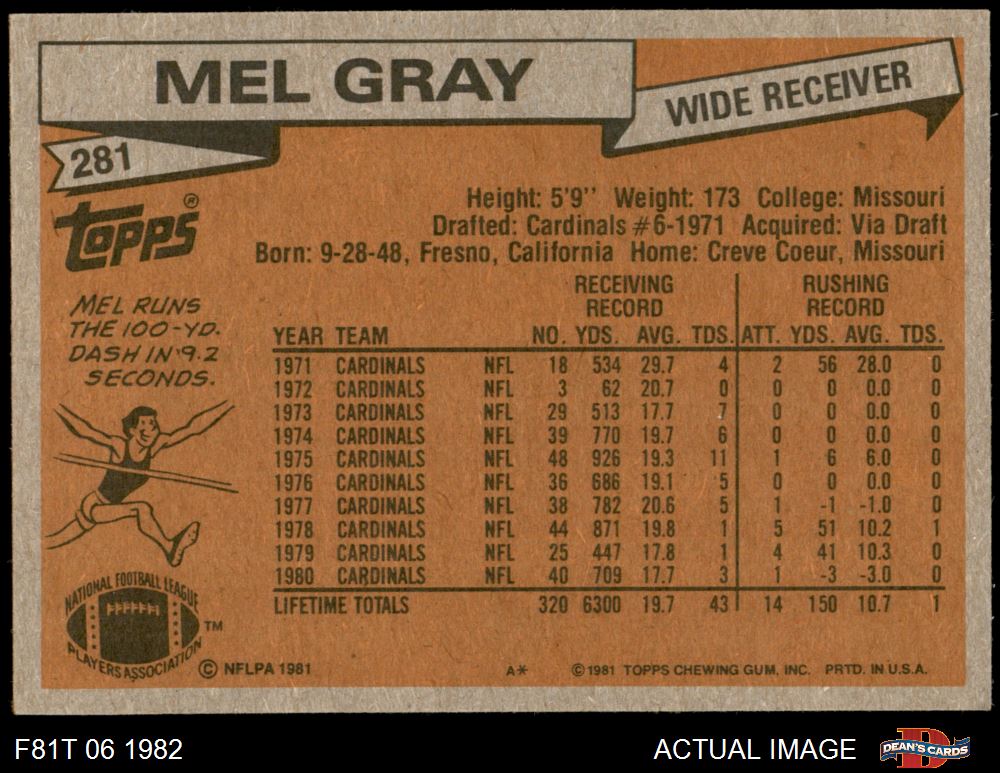 MEL GRAY
WIDE RECEIVER
281
TOPPS®
Height: 5'9'' Weight: 173 College: Missouri
Drafted: Cardinals #6-1971 Acquired: Via Draft
Born: 9-28-48, Fresno, California Home: Creve Coeur, Missouri
MEL RUNS
THE 100-YD.
DASH IN 9.2
SECONDS.
RECEIVING RECORD RUSHING RECORD
YEAR TEAM NO. YDS. AVG. TDS. ATT. YDS. AVG. TDS.
1971 CARDINALS NFL 18 534 29.7 4 2 56 28.0 0
1972 CARDINALS NFL 3 62 20.7 0 0 0 0.0 0
1973 CARDINALS NFL 29 513 17.7 7 0 0 0.0 0
1974 CARDINALS NFL 39 770 19.7 6 0 0 0.0 0
1975 CARDINALS NFL 48 926 19.3 11 1 6 6.0 0
1976 CARDINALS NFL 36 686 19.1 5 0 0 0.0 0
1977 CARDINALS NFL 38 782 20.6 5 1 -1 -1.0 0
1978 CARDINALS NFL 44 871 19.8 1 5 51 10.2 1
1979 CARDINALS NFL 25 447 17.8 1 4 41 10.3 0
1980 CARDINALS NFL 40 709 17.7 3 1 -3 -3.0 0
LIFETIME TOTALS 320 6300 19.7 43 14 150 10.7 1
NATIONAL FOOTBALL LEAGUE
PLAYERS ASSOCIATION TM
© NFLPA 1981 A* © 1981 TOPPS CHEWING GUM, INC. PRTD. IN U.S.A.
F81T 06 1982 ACTUAL IMAGE DEAN'S CARDS